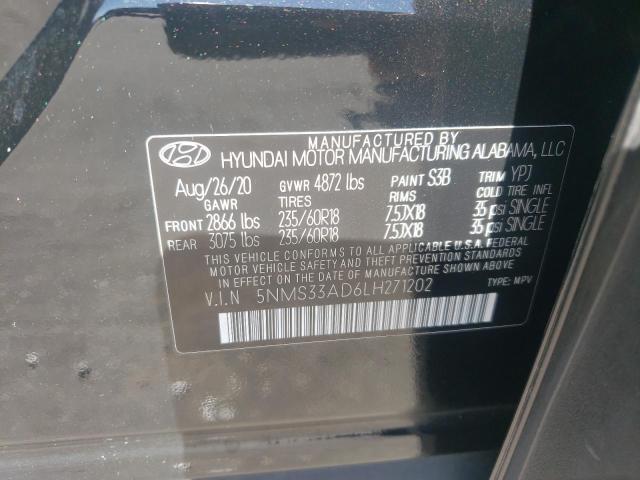 MANUFACTURED BY
HYUNDAI MOTOR MANUFACTURING ALABAMA, LLC
Aug/26/20 GVWR 4872 lbs PAINT S3B TRIM YPJ
GAWR TIRES RIMS COLD TIRE INFL
FRONT 2866 lbs 235/60R18 7.5JX18 35 psi SINGLE
REAR 3075 lbs 235/60R18 7.5JX18 35 psi SINGLE
THIS VEHICLE CONFORMS TO ALL APPLICABLE U.S.A. FEDERAL
MOTOR VEHICLE SAFETY AND THEFT PREVENTION STANDARDS
IN EFFECT ON THE DATE OF MANUFACTURE SHOWN ABOVE.
V.I.N 5NMS33AD6LH271202 TYPE: MPV